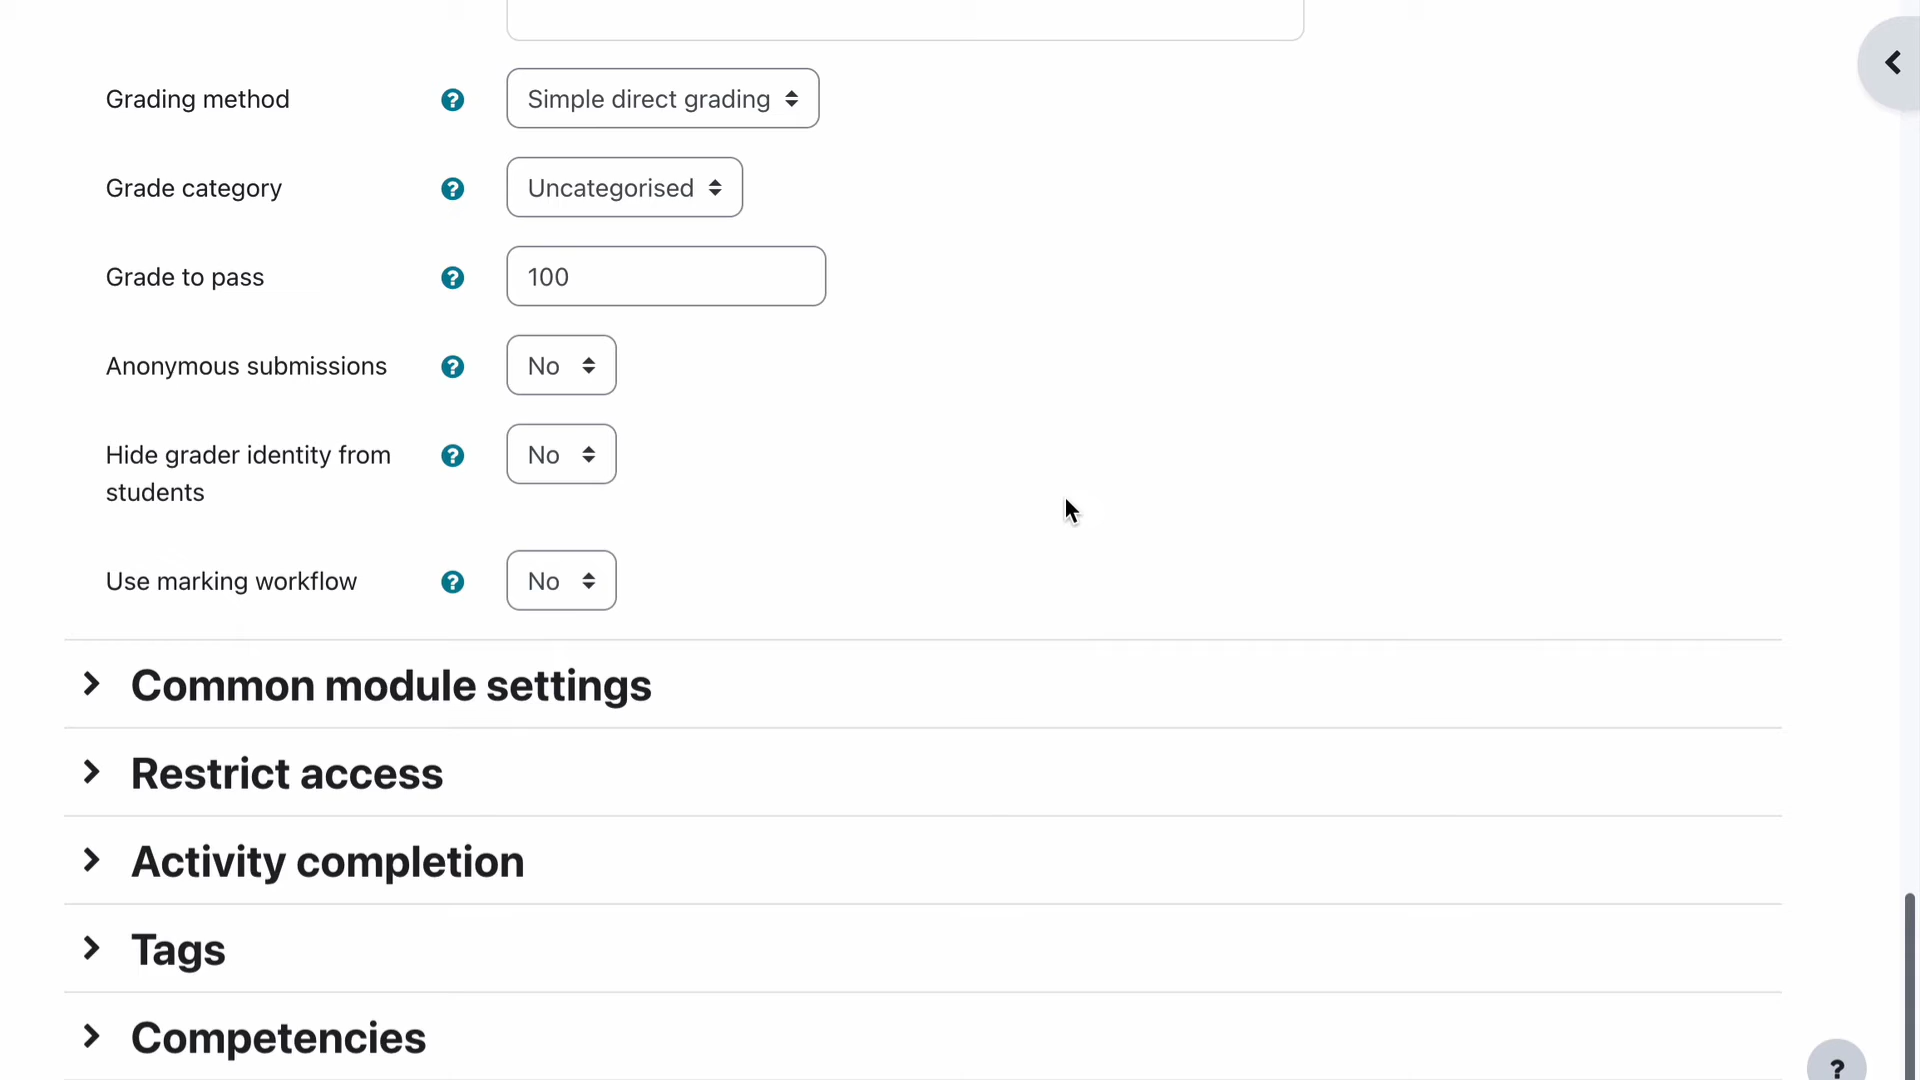 Grading method ? Simple direct grading
Grade category ? Uncategorised
Grade to pass ? 100
Anonymous submissions ? No
Hide grader identity from ? No
students
Use marking workflow ? No
Common module settings
Restrict access
Activity completion
Tags
Competencies
?